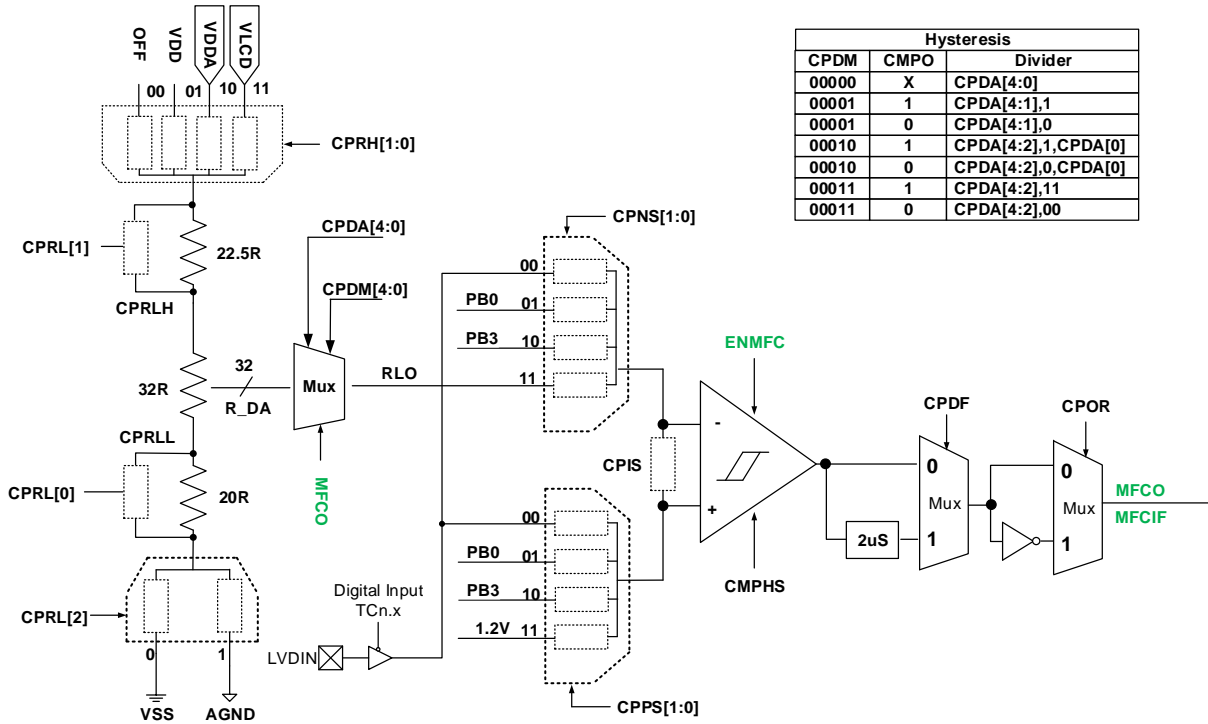 OFF
VDD
VDDA
VLCD
00
01
10
11
CPRH[1:0]
CPRL[1]
22.5R
CPRLH
32R
32
R_DA
CPRLL
CPRL[0]
20R
CPRL[2]
0
1
VSS
AGND
CPDA[4:0]
CPDM[4:0]
Mux
RLO
MFCO
Digital Input
TCn.x
LVDIN
CPNS[1:0]
00
PB0
01
PB3
10
11
CPIS
00
PB0
01
PB3
10
1.2V
11
CPPS[1:0]
ENMFC
-
+
CMPHS
2uS
CPDF
0
Mux
1
CPOR
0
Mux
1
MFCO
MFCIF
Hysteresis
CPDM CMPO Divider
00000 X CPDA[4:0]
00001 1 CPDA[4:1],1
00001 0 CPDA[4:1],0
00010 1 CPDA[4:2],1,CPDA[0]
00010 0 CPDA[4:2],0,CPDA[0]
00011 1 CPDA[4:2],11
00011 0 CPDA[4:2],00